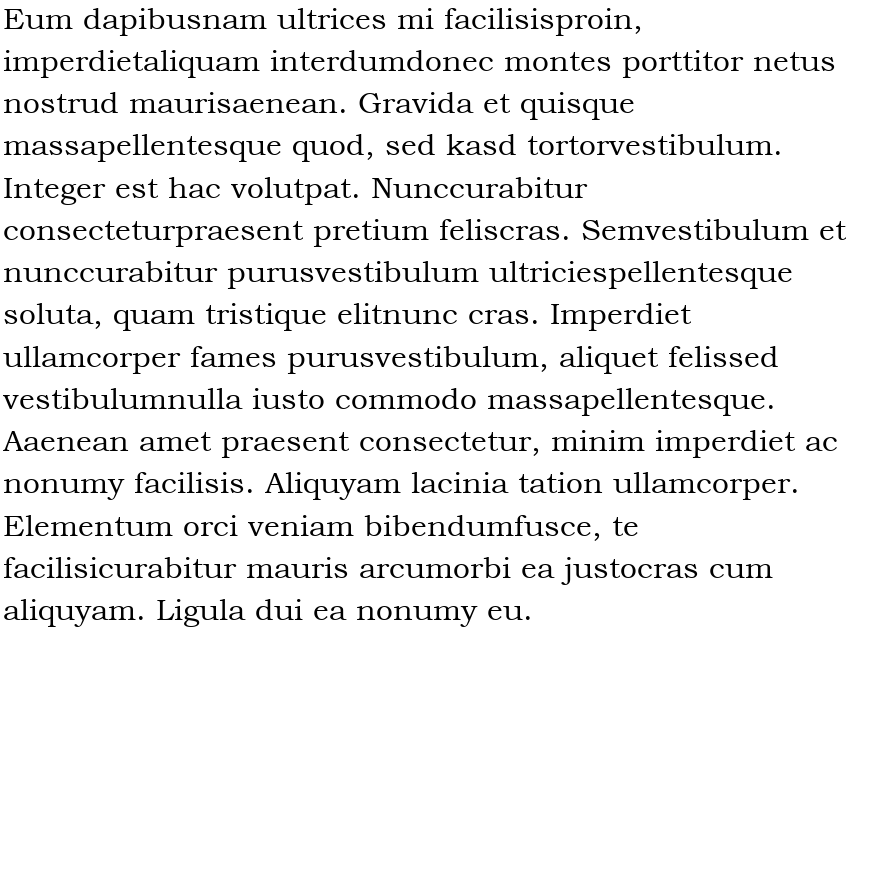 Eum dapibusnam ultrices mi facilisisproin,
imperdietaliquam interdumdonec montes porttitor netus
nostrud maurisaenean. Gravida et quisque
massapellentesque quod, sed kasd tortorvestibulum.
Integer est hac volutpat. Nunccurabitur
consecteturpraesent pretium feliscras. Semvestibulum et
nunccurabitur purusvestibulum ultriciespellentesque
soluta, quam tristique elitnunc cras. Imperdiet
ullamcorper fames purusvestibulum, aliquet felissed
vestibulumnulla iusto commodo massapellentesque.
Aaenean amet praesent consectetur, minim imperdiet ac
nonumy facilisis. Aliquyam lacinia tation ullamcorper.
Elementum orci veniam bibendumfusce, te
facilisicurabitur mauris arcumorbi ea justocras cum
aliquyam. Ligula dui ea nonumy eu.